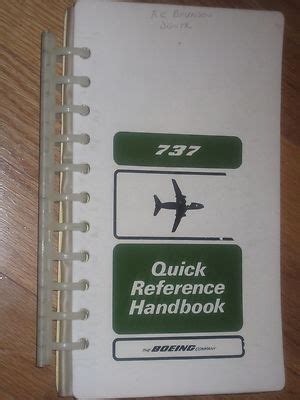 737
Quick
Reference
Handbook
THE BOEING COMPANY